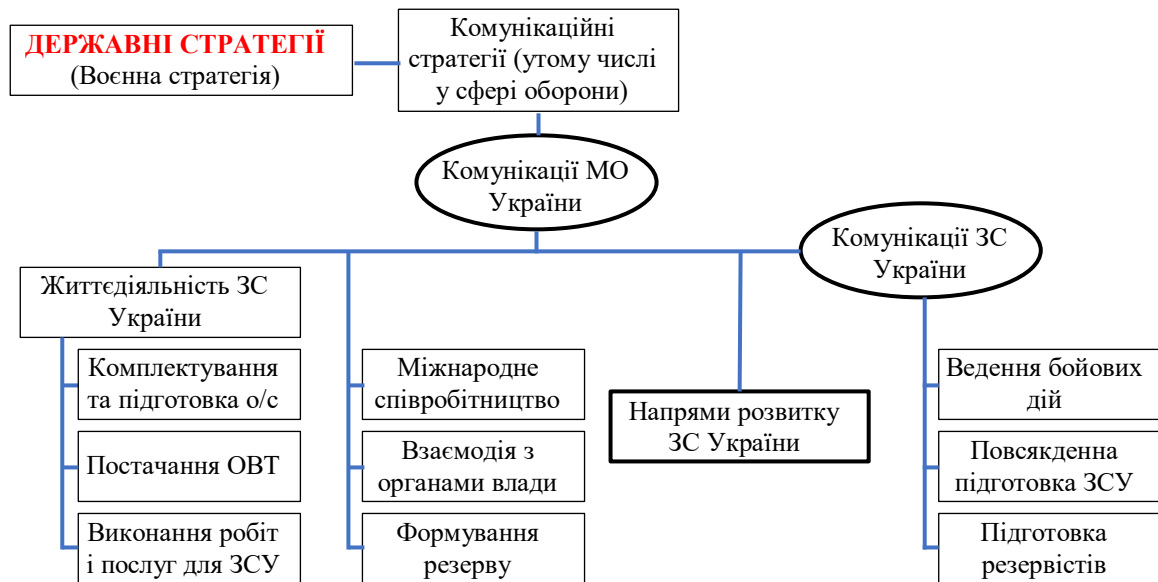 ДЕРЖАВНІ СТРАТЕГІЇ
(Воєнна стратегія)
Комунікаційні
стратегії (утому числі
у сфері оборони)
Комунікації МО
України
Комунікації ЗС
України
Життєдіяльність ЗС
України
Комплектування
та підготовка о/с
Постачання ОВТ
Виконання робіт
і послуг для ЗСУ
Міжнародне
співробітництво
Взаємодія з
органами влади
Формування
резерву
Напрями розвитку
ЗС України
Ведення бойових
дій
Повсякденна
підготовка ЗСУ
Підготовка
резервістів